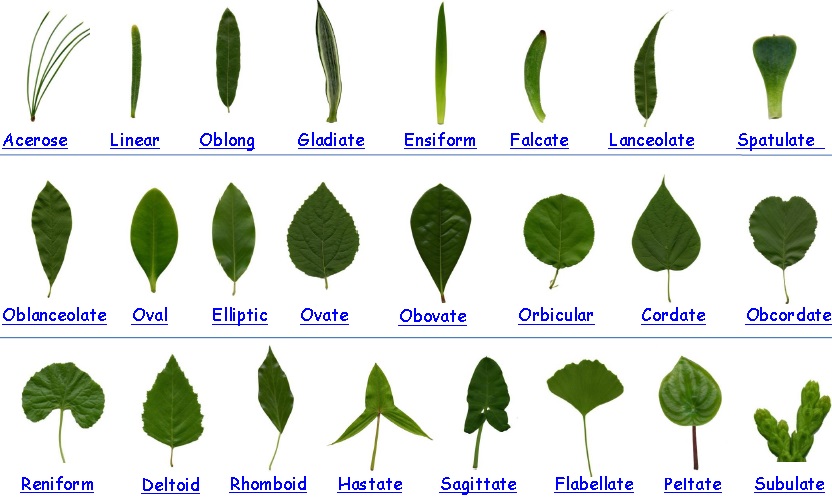 Acerose Linear Oblong Gladiate Ensiform Falcate Lanceolate Spatulate
Oblanceolate Oval Elliptic Ovate Obovate Orbicular Cordate Obcordate
Reniform Deltoid Rhomboid Hastate Sagittate Flabellate Peltate Subulate